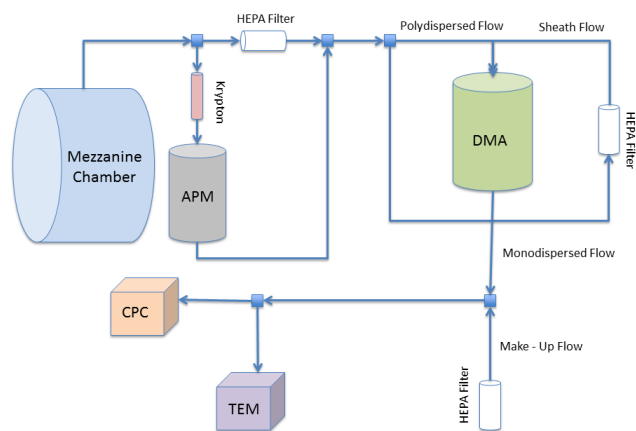 HEPA Filter
Polydispersed Flow
Sheath Flow
Krypton
HEPA Filter
Mezzanine
Chamber
APM
DMA
Monodispersed Flow
CPC
Make - Up Flow
HEPA Filter
TEM